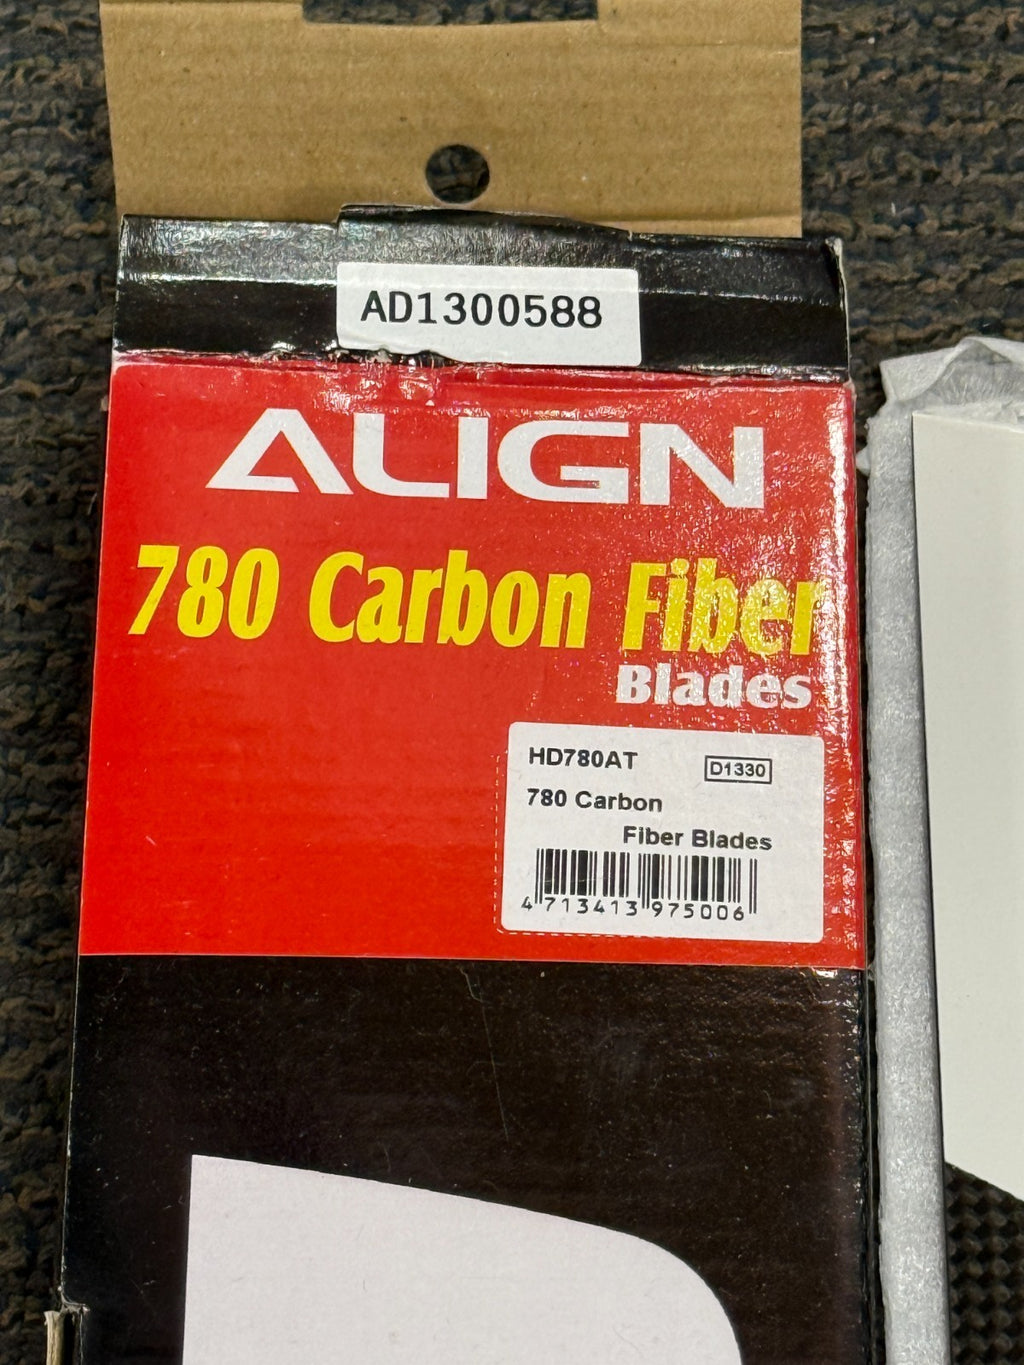 AD1300588
ALIGN
780 Carbon Fiber
Blades
HD780AT
D1330
780 Carbon
Fiber Blades
4 713413 975006